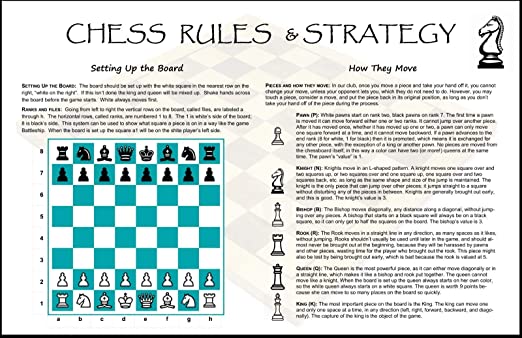 CHESS RULES & STRATEGY
Setting Up the Board
SETTING UP THE BOARD: The board should be set up with the white square in the nearest row on the
right, "white on the right". If this isn't done the king and queen will be mixed up. Shake hands across
the board before the game starts. White always moves first.
RANKS AND FILES: Going from left to right the vertical rows on the board, called files, are labeled a
through h. The horizontal rows, called ranks, are numbered 1 to 8. The 1 is white's side of the board;
8 is black's side. This system can be used to show what square a piece is on in a way like the game
Battleship. When the board is set up the square a1 will be on the white player's left side.
8
7
6
5
4
3
2
1
a b c d e f g h
How They Move
PIECES AND HOW THEY MOVE: In our club, once you move a piece and take your hand off it, you cannot
change your move, unless your opponent lets you, which they do not need to do. However, you may
touch a piece, consider a move, and put the piece back in its original position, as long as you don't
take your hand off of the piece during the process.
PAWN (P): White pawns start on rank two, black pawns on rank 7. The first time a pawn
is moved it can move forward either one or two ranks. It cannot jump over another piece.
After it has moved once, whether it has moved up one or two, a pawn can only move
one square forward at a time, and it cannot move backward. If a pawn advances to the
end rank (8 for white, 1 for black) then it is promoted, which means it is exchanged for
any other piece, with the exception of a king or another pawn. No pieces are moved from
the chessboard itself, in this way a color can have two (or more!) queens at the same
time. The pawn's "value" is 1.
KNIGHT (N): Knights move in an L-shaped pattern. A knight moves one square over and
two squares up, or two squares over and one square up, one square over and two
squares back, etc, as long as the same shape and size of the jump is maintained. The
knight is the only piece that can jump over other pieces; it jumps straight to a square
without disturbing any of the pieces in between. Knights are generally brought out early,
and this is good. The knight's value is 3.
BISHOP (B): The Bishop moves diagonally, any distance along a diagonal, without jump-
ing over any pieces. A bishop that starts on a black square will always be on a black
square, so it can only get to half the total number of squares. The bishop's value is 3.
ROOK (R): The Rook moves in a straight line in any direction, as many spaces as it likes,
without jumping. Rooks shouldn't usually be used until later in the game, and should al-
most never be brought out at the beginning, because they will be harassed by pawns
and other pieces, wasting time for the player who brought out the rook. This piece might
also be lost by being brought out early, which is bad because the rook is valued at 5.
QUEEN (Q): The Queen is the most powerful piece, as it can either move diagonally or in
a straight line, which makes it like a bishop and rook put together. The queen cannot
move like a knight. When the board is set up the queen always starts on her own color,
so the white queen always starts on a white square. The queen is worth 9 points be-
cause she can move to so many places on the board so quickly.
KING (K): The most important piece on the board is the King. The king can move one
and only one space at a time, in any direction (left, right, forward, backward, and diago-
nally). The capture of the king is the object of the game.